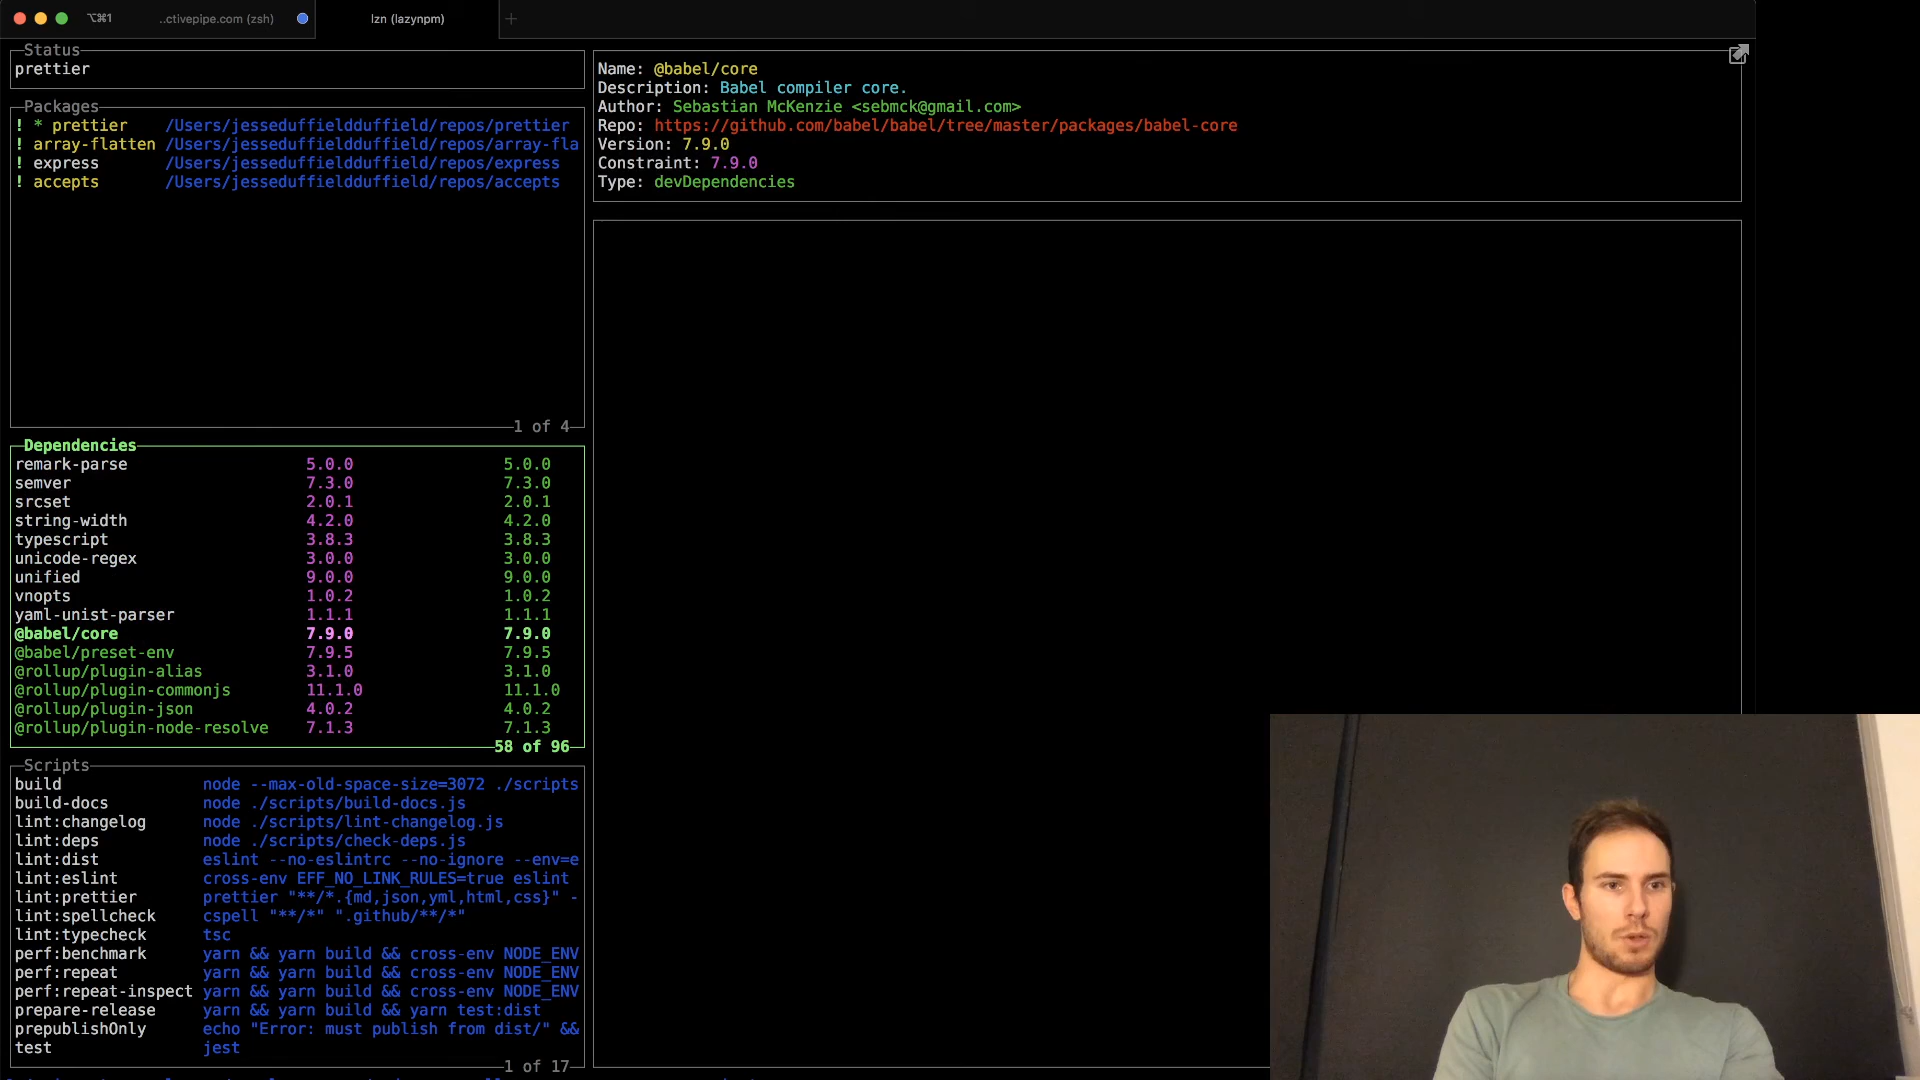 ⌥⌘1
..ctivepipe.com (zsh)
lzn (lazynpm)
+
Status
prettier
Packages
! * prettier /Users/jesseduffieldduffield/repos/prettier
! array-flatten /Users/jesseduffieldduffield/repos/array-fla
! express /Users/jesseduffieldduffield/repos/express
! accepts /Users/jesseduffieldduffield/repos/accepts
1 of 4
Dependencies
remark-parse 5.0.0 5.0.0
semver 7.3.0 7.3.0
srcset 2.0.1 2.0.1
string-width 4.2.0 4.2.0
typescript 3.8.3 3.8.3
unicode-regex 3.0.0 3.0.0
unified 9.0.0 9.0.0
vnopts 1.0.2 1.0.2
yaml-unist-parser 1.1.1 1.1.1
@babel/core 7.9.0 7.9.0
@babel/preset-env 7.9.5 7.9.5
@rollup/plugin-alias 3.1.0 3.1.0
@rollup/plugin-commonjs 11.1.0 11.1.0
@rollup/plugin-json 4.0.2 4.0.2
@rollup/plugin-node-resolve 7.1.3 7.1.3
58 of 96
Scripts
build node --max-old-space-size=3072 ./scripts
build-docs node ./scripts/build-docs.js
lint:changelog node ./scripts/lint-changelog.js
lint:deps node ./scripts/check-deps.js
lint:dist eslint --no-eslintrc --no-ignore --env=e
lint:eslint cross-env EFF_NO_LINK_RULES=true eslint
lint:prettier prettier "**/*.{md,json,yml,html,css}" -
lint:spellcheck cspell "**/*" ".github/**/*"
lint:typecheck tsc
perf:benchmark yarn && yarn build && cross-env NODE_ENV
perf:repeat yarn && yarn build && cross-env NODE_ENV
perf:repeat-inspect yarn && yarn build && cross-env NODE_ENV
prepare-release yarn && yarn build && yarn test:dist
prepublishOnly echo "Error: must publish from dist/" &&
test jest
1 of 17
Name: @babel/core
Description: Babel compiler core.
Author: Sebastian McKenzie <sebmck@gmail.com>
Repo: https://github.com/babel/babel/tree/master/packages/babel-core
Version: 7.9.0
Constraint: 7.9.0
Type: devDependencies